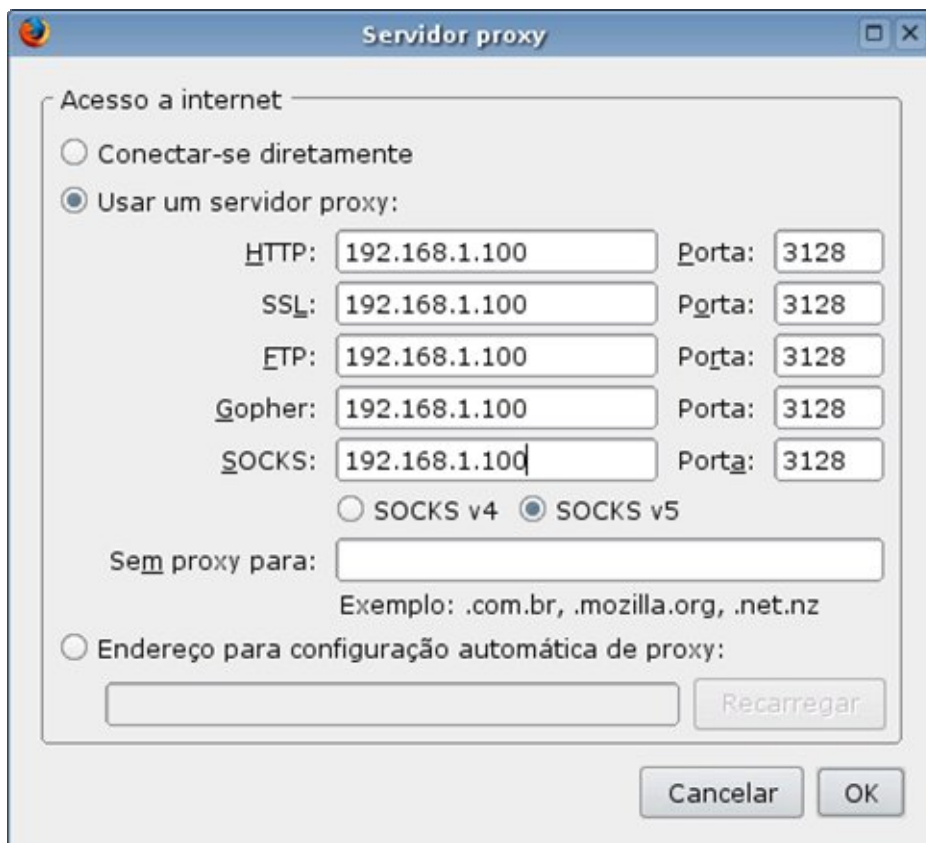 Servidor proxy
Acesso a internet
Conectar-se diretamente
Usar um servidor proxy:
HTTP: 192.168.1.100 Porta: 3128
SSL: 192.168.1.100 Porta: 3128
FTP: 192.168.1.100 Porta: 3128
Gopher: 192.168.1.100 Porta: 3128
SOCKS: 192.168.1.100 Porta: 3128
SOCKS v4 SOCKS v5
Sem proxy para:
Exemplo: .com.br, .mozilla.org, .net.nz
Endereço para configuração automática de proxy:
Recarregar
Cancelar OK